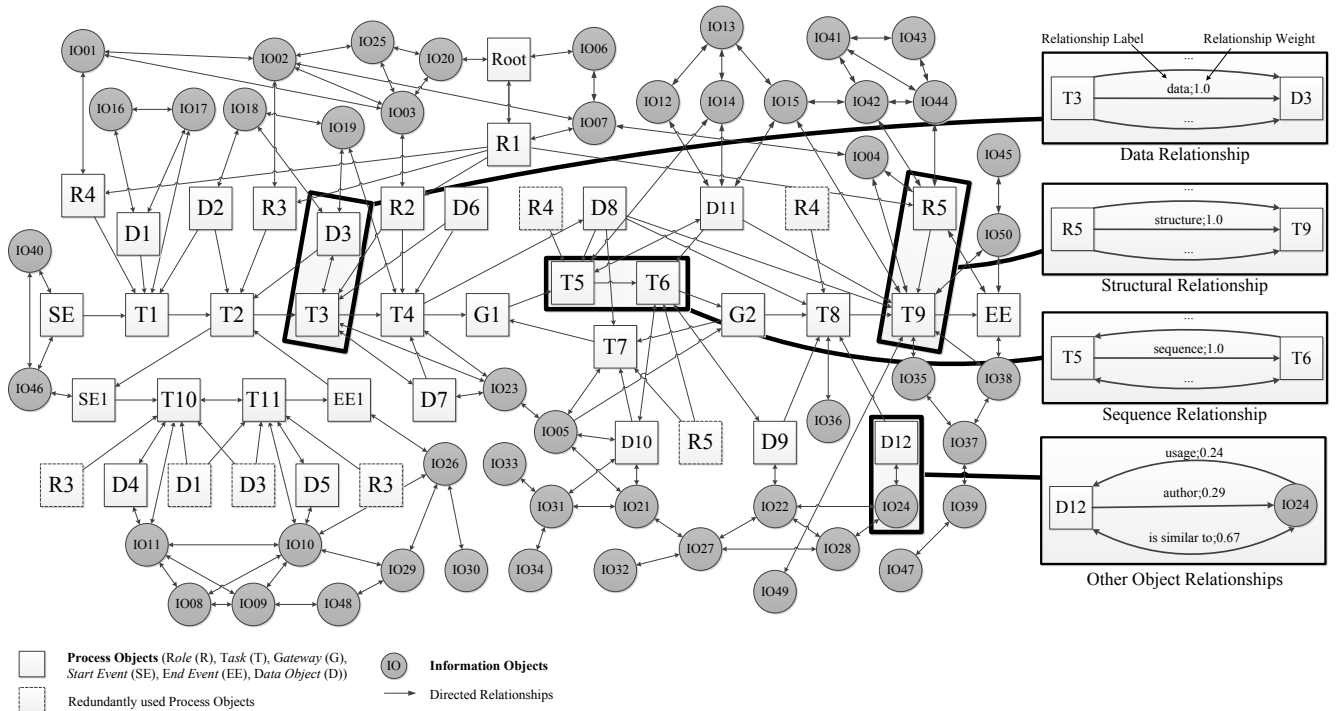 IO01
IO02
IO25
IO20
Root
IO06
IO13
IO41
IO43
Relationship Label
Relationship Weight
IO16
IO17
IO18
IO19
IO03
IO07
IO12
IO14
IO15
IO42
IO44
...
T3
data;1.0
D3
...
Data Relationship
R1
IO04
IO45
R4
D1
D2
R3
D3
R2
D6
R4
D8
D11
R4
R5
IO50
...
R5
structure;1.0
T9
...
Structural Relationship
IO40
SE
T1
T2
T3
T4
G1
T5
T6
G2
T8
T9
EE
T7
...
T5
sequence;1.0
T6
...
Sequence Relationship
IO46
SE1
T10
T11
EE1
D7
IO23
IO35
IO38
IO05
D10
R5
D9
IO36
D12
IO37
R3
D4
D1
D3
D5
R3
IO26
IO33
IO31
IO21
IO22
IO24
IO39
usage;0.24
D12
author;0.29
IO24
is similar to;0.67
Other Object Relationships
IO11
IO10
IO29
IO30
IO34
IO32
IO27
IO28
IO47
IO08
IO09
IO48
IO49
Process Objects (Role (R), Task (T), Gateway (G),
Start Event (SE), End Event (EE), Data Object (D))
IO
Information Objects
Redundantly used Process Objects
Directed Relationships